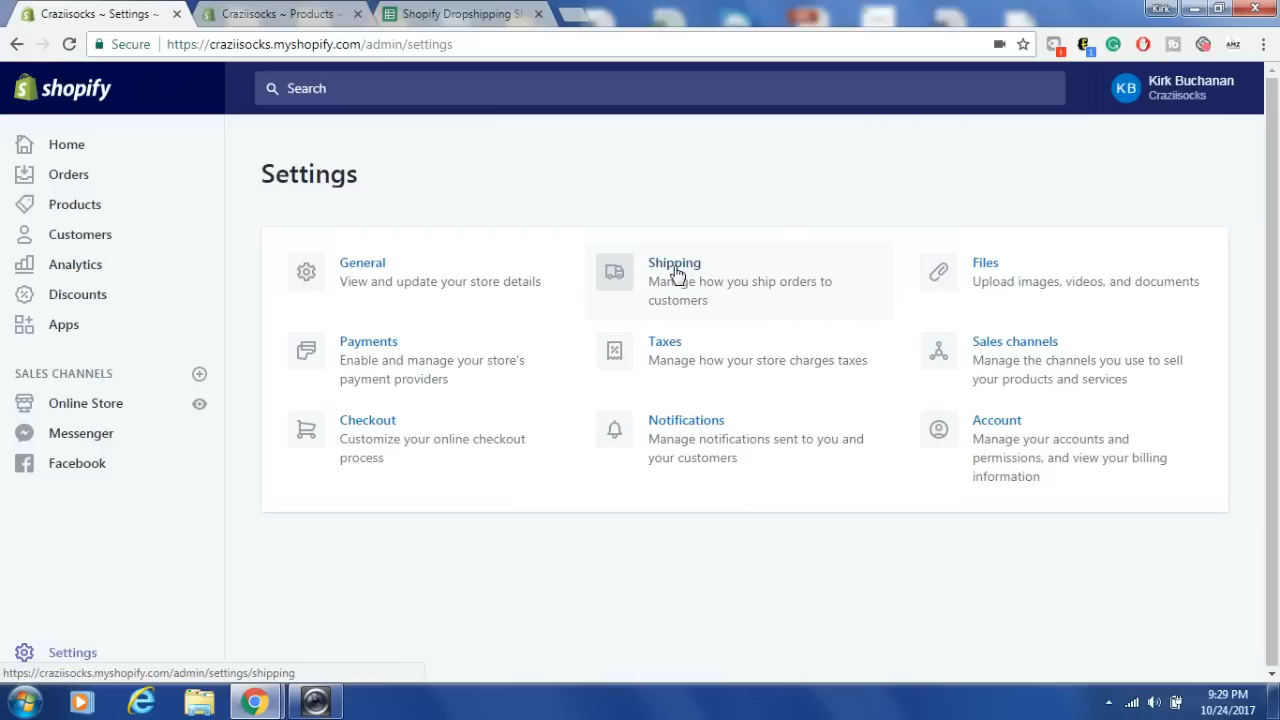 Craziisocks ~ Settings ~
Craziisocks ~ Products ~
Shopify Dropshipping Sh
Kirk
Secure
https://craziisocks.myshopify.com/admin/settings
AMZ
shopify
Search
KB
Kirk Buchanan
Craziisocks
Home
Orders
Products
Customers
Analytics
Discounts
Apps
SALES CHANNELS
Online Store
Messenger
Facebook
Settings
Settings
General
View and update your store details
Shipping
Manage how you ship orders to
customers
Files
Upload images, videos, and documents
Payments
Enable and manage your store's
payment providers
Taxes
Manage how your store charges taxes
Sales channels
Manage the channels you use to sell
your products and services
Checkout
Customize your online checkout
process
Notifications
Manage notifications sent to you and
your customers
Account
Manage your accounts and
permissions, and view your billing
information
https://craziisocks.myshopify.com/admin/settings/shipping
9:29 PM
10/24/2017